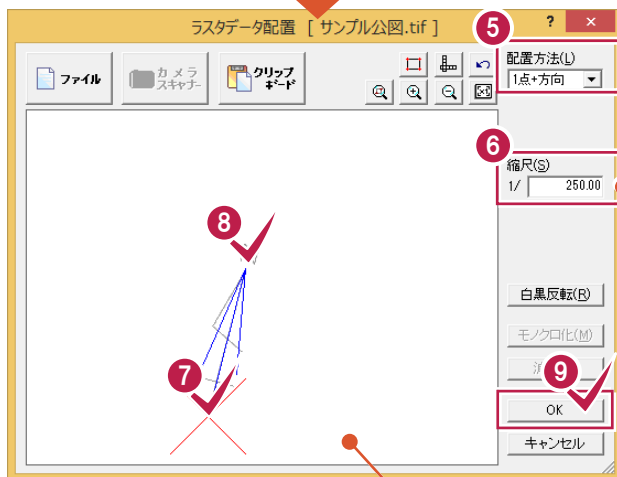 ラスタデータ配置 [ サンプル公図.tif ]
? ×
5
配置方法(L)
1点+方向
ファイル
カメラ
スキャナー
クリップ
ボード
6
縮尺(S)
1/ 250.00
8
白黒反転(R)
モノクロ化(M)
7
9
OK
キャンセル